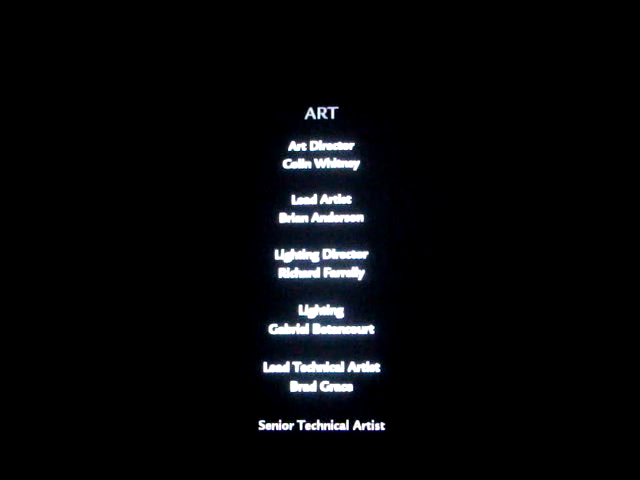 ART
Art Director
Colin Whitney
Lead Artist
Brian Anderson
Lighting Director
Richard Farrelly
Lighting
Gabriel Betancourt
Lead Technical Artist
Brad Grace
Senior Technical Artist